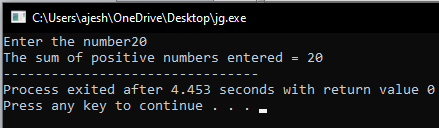 C:\Users\ajesh\OneDrive\Desktop\jg.exe
Enter the number20
The sum of positive numbers entered = 20
--------------------------------
Process exited after 4.453 seconds with return value 0
Press any key to continue . . .